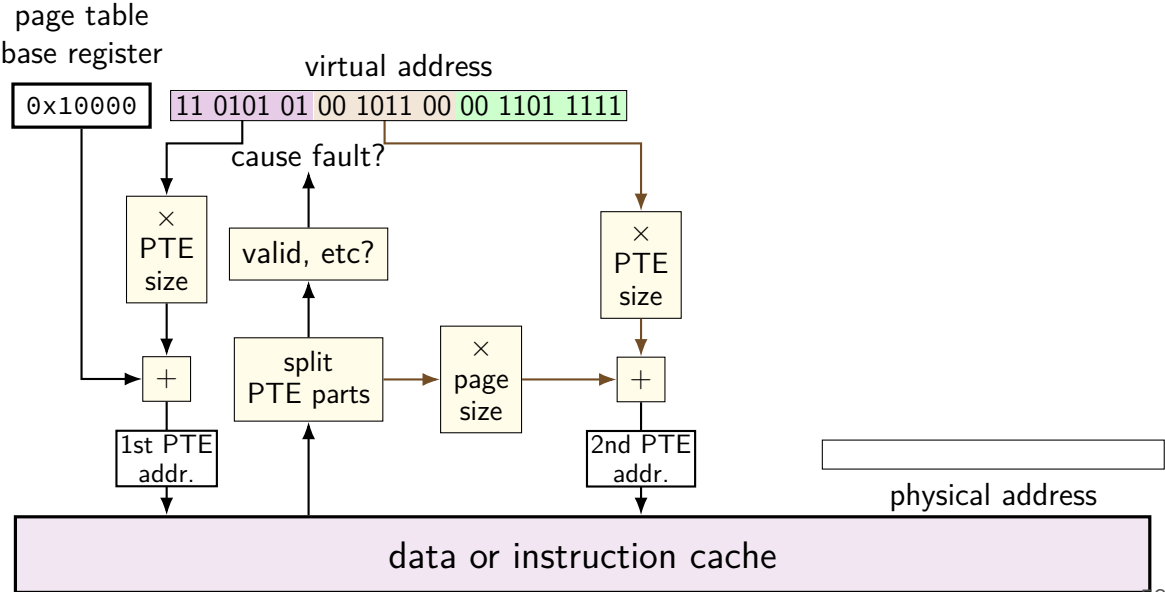 page table
base register
virtual address
0x10000
11 0101 01 00 1011 00 00 1101 1111
cause fault?
×
PTE
size
valid, etc?
×
PTE
size
split
PTE parts
×
page
size
+
+
1st PTE
addr.
2nd PTE
addr.
physical address
data or instruction cache